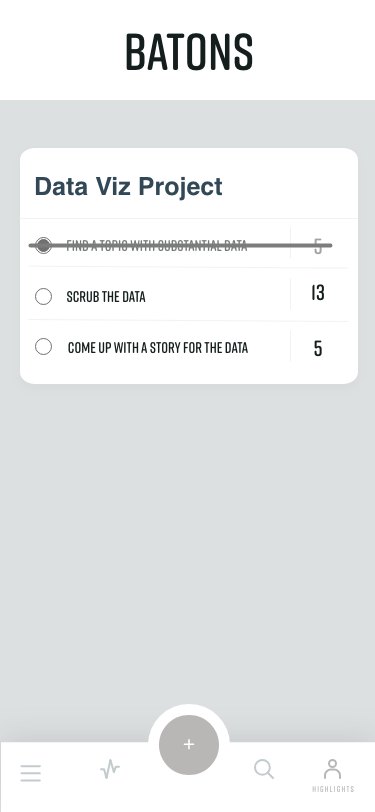 BATONS
Data Viz Project
FIND A TOPIC WITH SUBSTANTIAL DATA 5
SCRUB THE DATA 13
COME UP WITH A STORY FOR THE DATA 5
+
HIGHLIGHTS